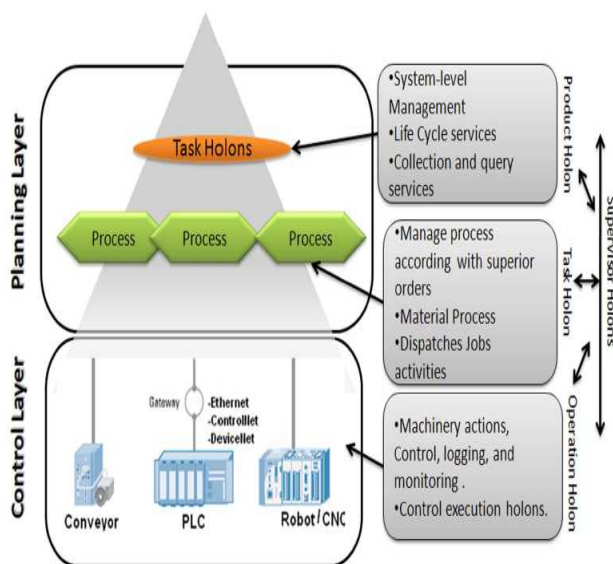 Planning Layer
Task Holons
Process
Process
Process
•System-level
Management
•Life Cycle services
•Collection and query
services
Product Holon
•Manage process
according with superior
orders
•Material Process
•Dispatches Jobs
activities
Task
Holon
Supervisor Holons
Control Layer
Gateway
-Ethernet
-Controlllet
-Devicellet
Conveyor
PLC
Robot/CNC
•Machinery actions,
Control, logging, and
monitoring .
•Control execution holons.
Operation Holon